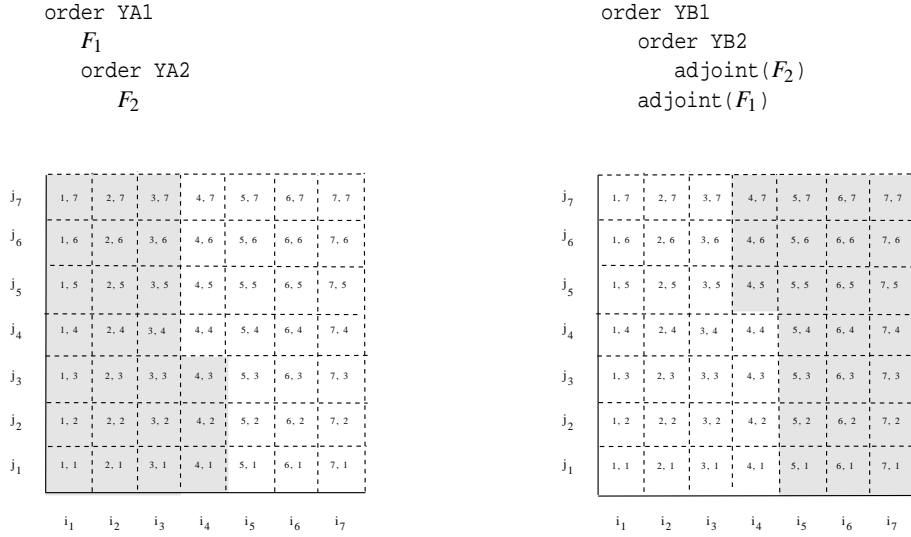 order YA1
F1
order YA2
F2
order YB1
order YB2
adjoint(F2)
adjoint(F1)
j7 1, 7 2, 7 3, 7 4, 7 5, 7 6, 7 7, 7
j6 1, 6 2, 6 3, 6 4, 6 5, 6 6, 6 7, 6
j5 1, 5 2, 5 3, 5 4, 5 5, 5 6, 5 7, 5
j4 1, 4 2, 4 3, 4 4, 4 5, 4 6, 4 7, 4
j3 1, 3 2, 3 3, 3 4, 3 5, 3 6, 3 7, 3
j2 1, 2 2, 2 3, 2 4, 2 5, 2 6, 2 7, 2
j1 1, 1 2, 1 3, 1 4, 1 5, 1 6, 1 7, 1
i1 i2 i3 i4 i5 i6 i7
j7 1, 7 2, 7 3, 7 4, 7 5, 7 6, 7 7, 7
j6 1, 6 2, 6 3, 6 4, 6 5, 6 6, 6 7, 6
j5 1, 5 2, 5 3, 5 4, 5 5, 5 6, 5 7, 5
j4 1, 4 2, 4 3, 4 4, 4 5, 4 6, 4 7, 4
j3 1, 3 2, 3 3, 3 4, 3 5, 3 6, 3 7, 3
j2 1, 2 2, 2 3, 2 4, 2 5, 2 6, 2 7, 2
j1 1, 1 2, 1 3, 1 4, 1 5, 1 6, 1 7, 1
i1 i2 i3 i4 i5 i6 i7